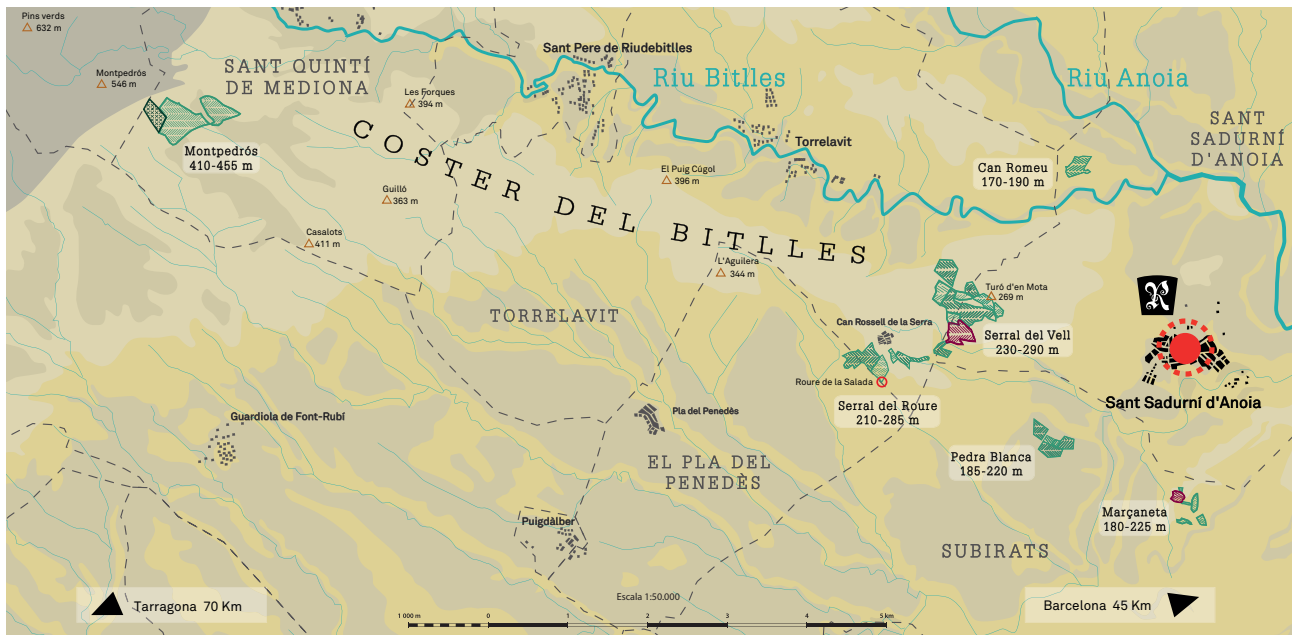 Pins verds
632 m
Montpedrós
546 m
SANT QUINTÍ
DE MEDIONA
Les Forques
394 m
Sant Pere de Riudebitlles
Riu Bitlles
Riu Anoia
SANT
SADURNÍ
D'ANOIA
Montpedrós
410-455 m
COSTER DEL BITLLES
Torrelavit
El Puig Cûgol
396 m
Can Romeu
170-190 m
Guilló
363 m
Casalots
411 m
L'Aguilera
344 m
Turó d'en Mota
269 m
R
TORRELAVIT
Can Rossell de la Serra
Serral del Vell
230-290 m
Roure de la Salada
Serral del Roure
210-285 m
Sant Sadurní d'Anoia
Guardiola de Font-Rubí
Pla del Penedès
EL PLA DEL
PENEDÈS
Pedra Blanca
185-220 m
Marçaneta
180-225 m
Puigdàlber
SUBIRATS
Tarragona 70 Km
Escala 1:50.000
1 000 m 0 1 2 3 4 5 km
Barcelona 45 Km